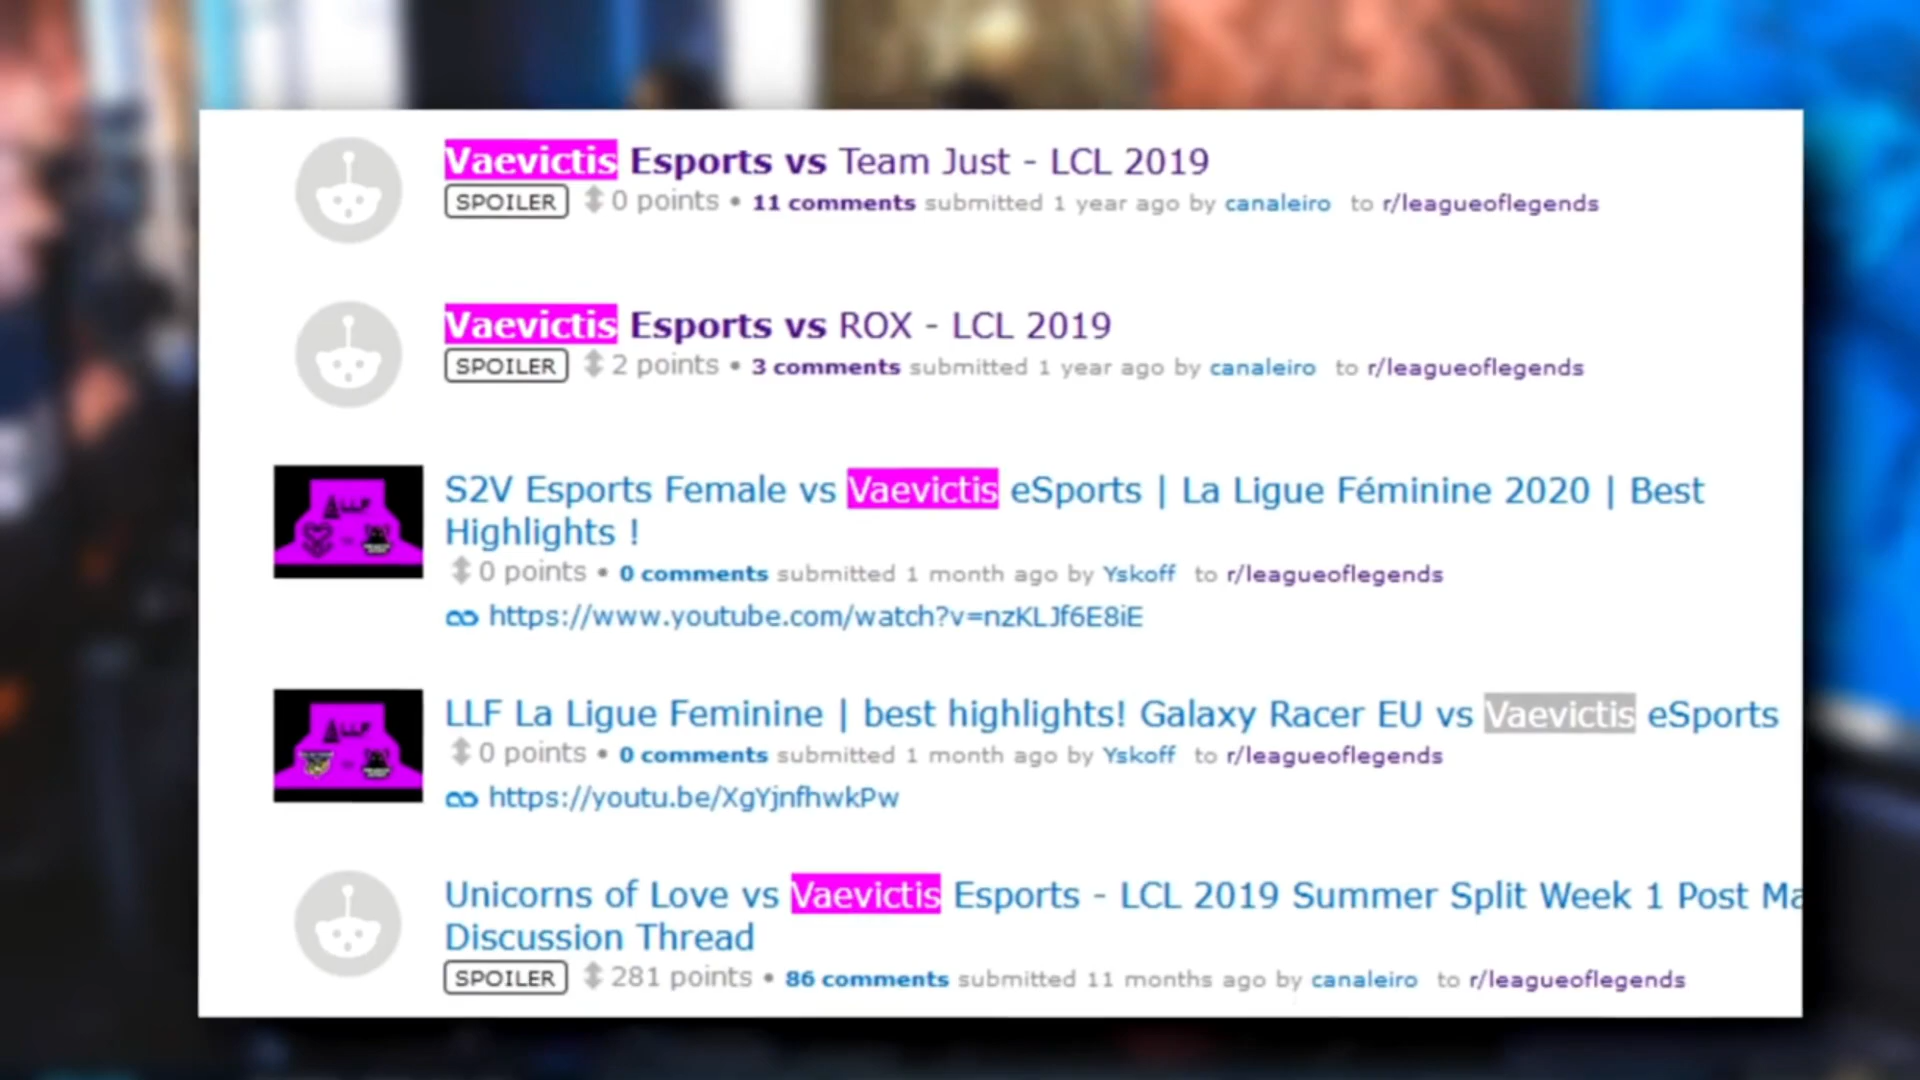 Vaevictis Esports vs Team Just - LCL 2019
SPOILER 0 points • 11 comments submitted 1 year ago by canaleiro to r/leagueoflegends
Vaevictis Esports vs ROX - LCL 2019
SPOILER 2 points • 3 comments submitted 1 year ago by canaleiro to r/leagueoflegends
LLF
S2V Esports Female vs Vaevictis eSports | La Ligue Féminine 2020 | Best
Highlights !
0 points • 0 comments submitted 1 month ago by Yskoff to r/leagueoflegends
https://www.youtube.com/watch?v=nzKLJf6E8iE
LLF
LLF La Ligue Feminine | best highlights! Galaxy Racer EU vs Vaevictis eSports
0 points • 0 comments submitted 1 month ago by Yskoff to r/leagueoflegends
https://youtu.be/XgYjnfhwkPw
Unicorns of Love vs Vaevictis Esports - LCL 2019 Summer Split Week 1 Post Ma
Discussion Thread
SPOILER 281 points • 86 comments submitted 11 months ago by canaleiro to r/leagueoflegends